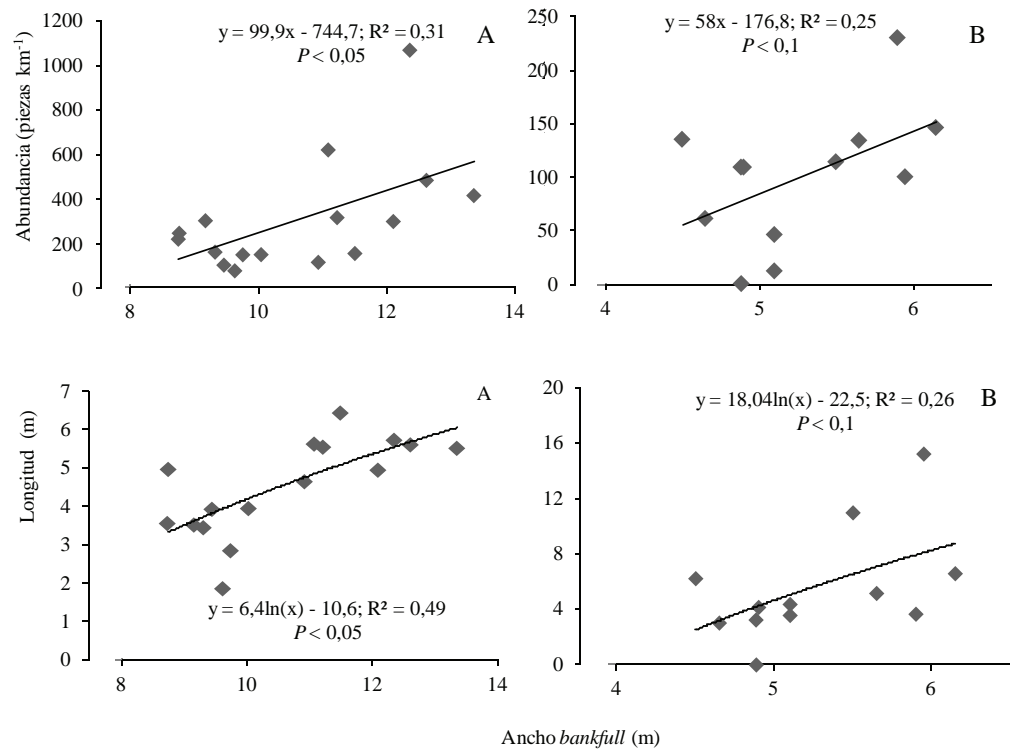 y = 99,9x - 744,7; R² = 0,31
P < 0,05
A
Abundancia (piezas km⁻¹)
1200
1000
800
600
400
200
0
8
10
12
14
y = 58x - 176,8; R² = 0,25
P < 0,1
B
250
200
150
100
50
0
4
5
6
A
Longitud (m)
7
6
5
4
3
2
1
0
y = 6,4ln(x) - 10,6; R² = 0,49
P < 0,05
8
10
12
14
y = 18,04ln(x) - 22,5; R² = 0,26
P < 0,1
B
20
16
12
8
4
0
4
5
6
Ancho bankfull (m)